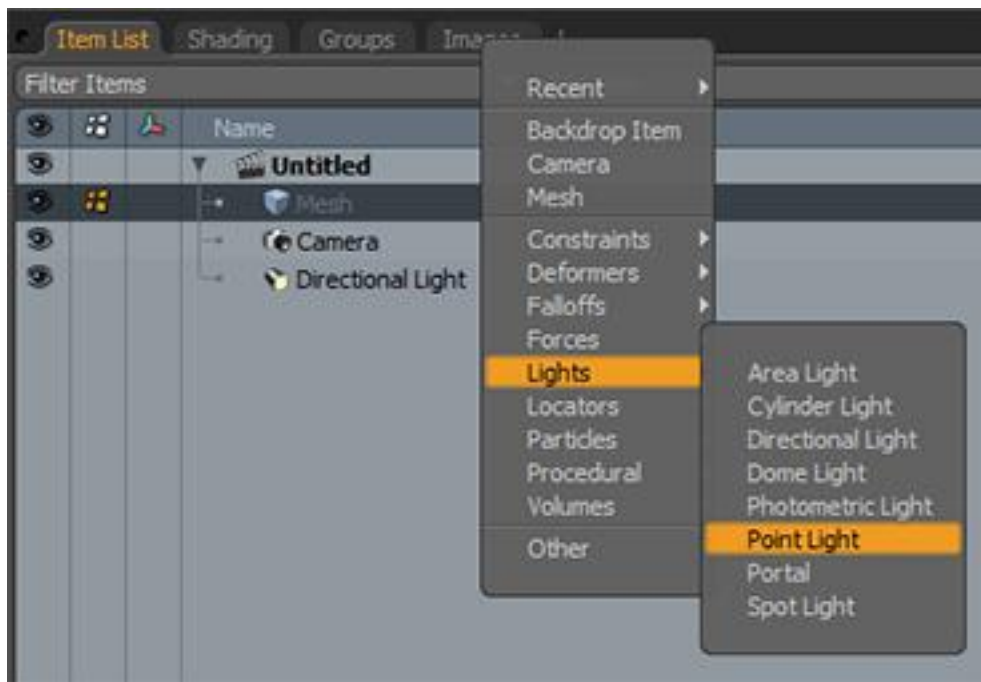 Item List Shading Groups
Filter Items
Name
Untitled
Mesh
Camera
Directional Light
Recent
Backdrop Item
Camera
Mesh
Constraints
Deformers
Falloffs
Forces
Lights
Locators
Particles
Procedural
Volumes
Other
Area Light
Cylinder Light
Directional Light
Dome Light
Photometric Light
Point Light
Portal
Spot Light